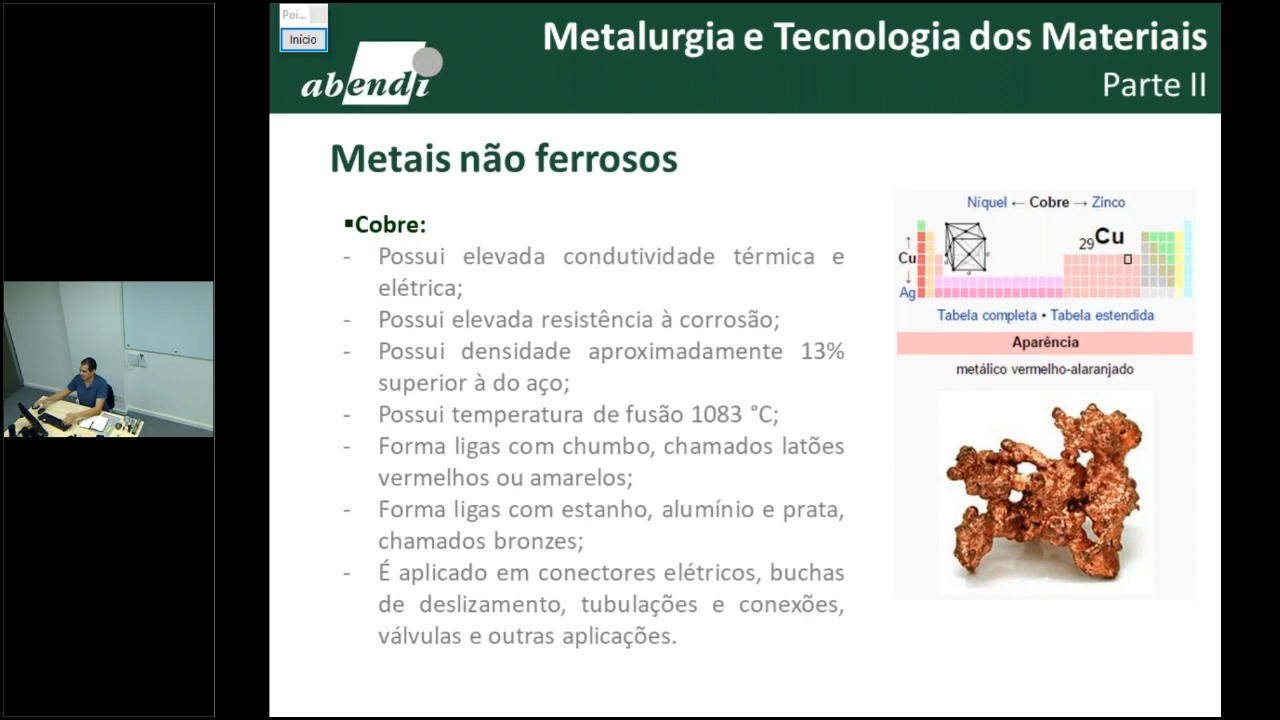 Poi...
Início
abendi
Metalurgia e Tecnologia dos Materiais
Parte II
Metais não ferrosos
▪Cobre:
- Possui elevada condutividade térmica e
elétrica;
- Possui elevada resistência à corrosão;
- Possui densidade aproximadamente 13%
superior à do aço;
- Possui temperatura de fusão 1083 °C;
- Forma ligas com chumbo, chamados latões
vermelhos ou amarelos;
- Forma ligas com estanho, alumínio e prata,
chamados bronzes;
- É aplicado em conectores elétricos, buchas
de deslizamento, tubulações e conexões,
válvulas e outras aplicações.
Níquel ← Cobre → Zinco
29Cu
↑
Cu
↓
Ag
Tabela completa • Tabela estendida
Aparência
metálico vermelho-alaranjado